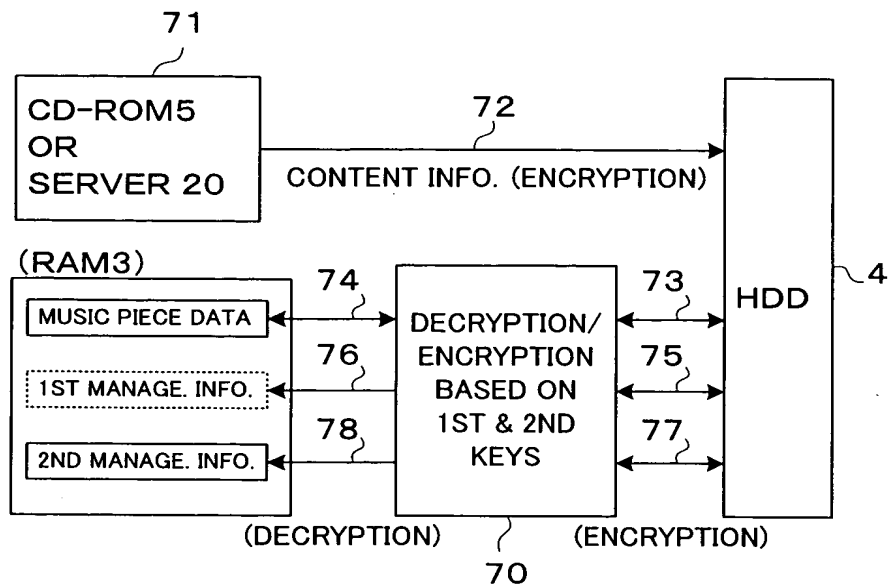 71
CD-ROM5
OR
SERVER 20
72
CONTENT INFO. (ENCRYPTION)
(RAM3)
MUSIC PIECE DATA
1ST MANAGE. INFO.
2ND MANAGE. INFO.
74
76
78
DECRYPTION/
ENCRYPTION
BASED ON
1ST & 2ND
KEYS
73
75
77
HDD
4
(DECRYPTION)
(ENCRYPTION)
70